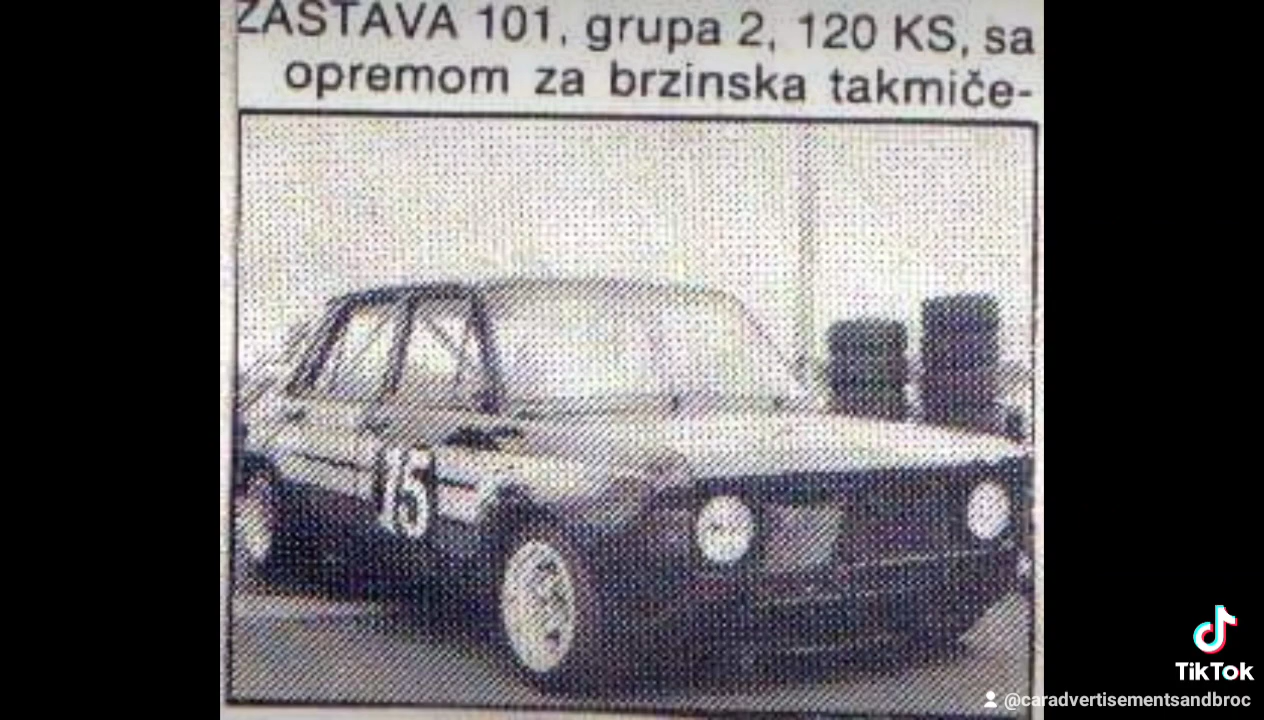 ZASTAVA 101, grupa 2, 120 KS, sa
opremom za brzinska takmiče-
15
TikTok
@caradvertisementsandbroc